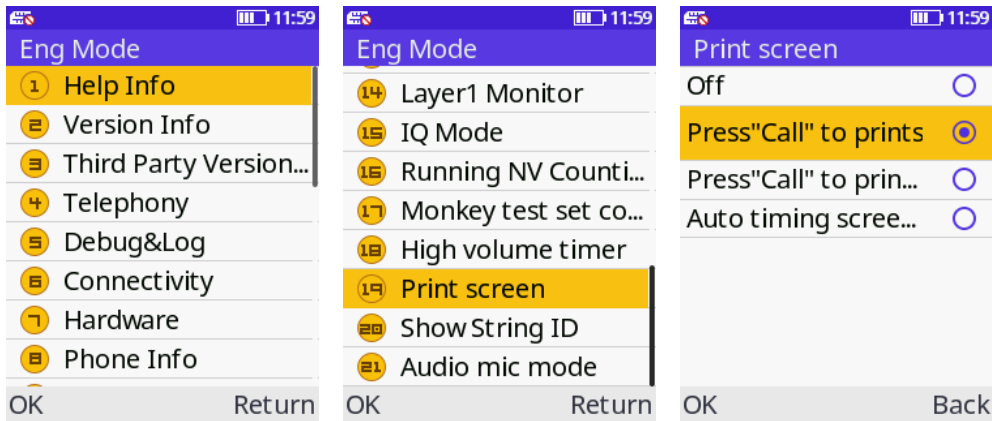 11:59
Eng Mode
1 Help Info
2 Version Info
3 Third Party Version...
4 Telephony
5 Debug&Log
6 Connectivity
7 Hardware
8 Phone Info
OK Return
11:59
Eng Mode
14 Layer1 Monitor
15 IQ Mode
16 Running NV Counti...
17 Monkey test set co...
18 High volume timer
19 Print screen
20 Show String ID
21 Audio mic mode
OK Return
11:59
Print screen
Off
Press"Call" to prints
Press"Call" to prin...
Auto timing scree...
OK Back